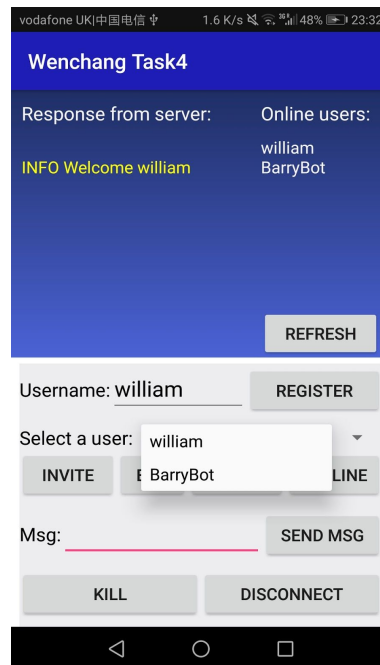 vodafone UK|中国电信 1.6 K/s 48% 23:32
Wenchang Task4
Response from server: Online users:
william
INFO Welcome william BarryBot
REFRESH
Username: william REGISTER
Select a user: william
INVITE BarryBot LINE
Msg: SEND MSG
KILL DISCONNECT